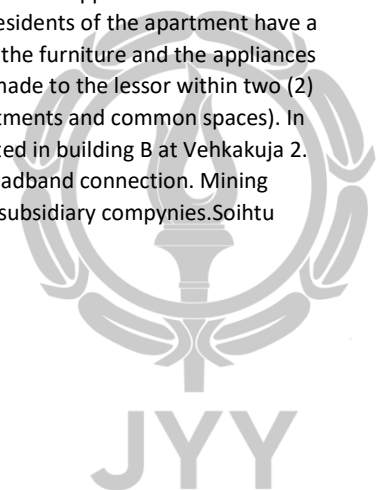 esidents of the apartment have a
the furniture and the appliances
made to the lessor within two (2)
tments and common spaces). In
ted in building B at Vehkakuja 2.
adband connection. Mining
subsidiary compynies.Soihtu
JYY